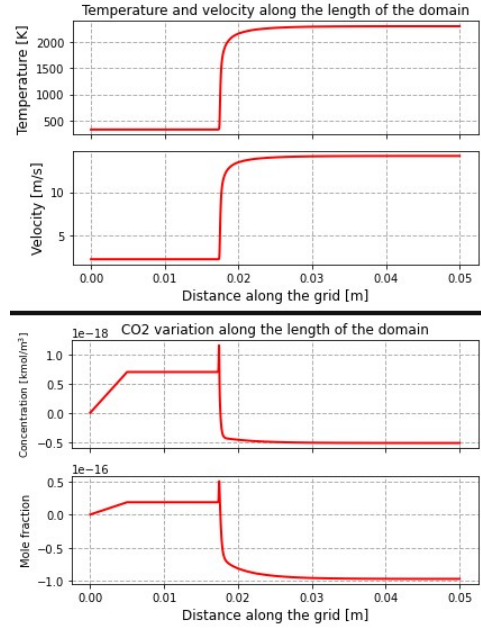 Temperature and velocity along the length of the domain
Temperature [K]
2000
1500
1000
500
Velocity [m/s]
10
5
0.00 0.01 0.02 0.03 0.04 0.05
Distance along the grid [m]
CO2 variation along the length of the domain
1e−18
Concentration [kmol/m³]
1.0
0.5
0.0
−0.5
1e−16
Mole fraction
0.5
0.0
−0.5
−1.0
0.00 0.01 0.02 0.03 0.04 0.05
Distance along the grid [m]